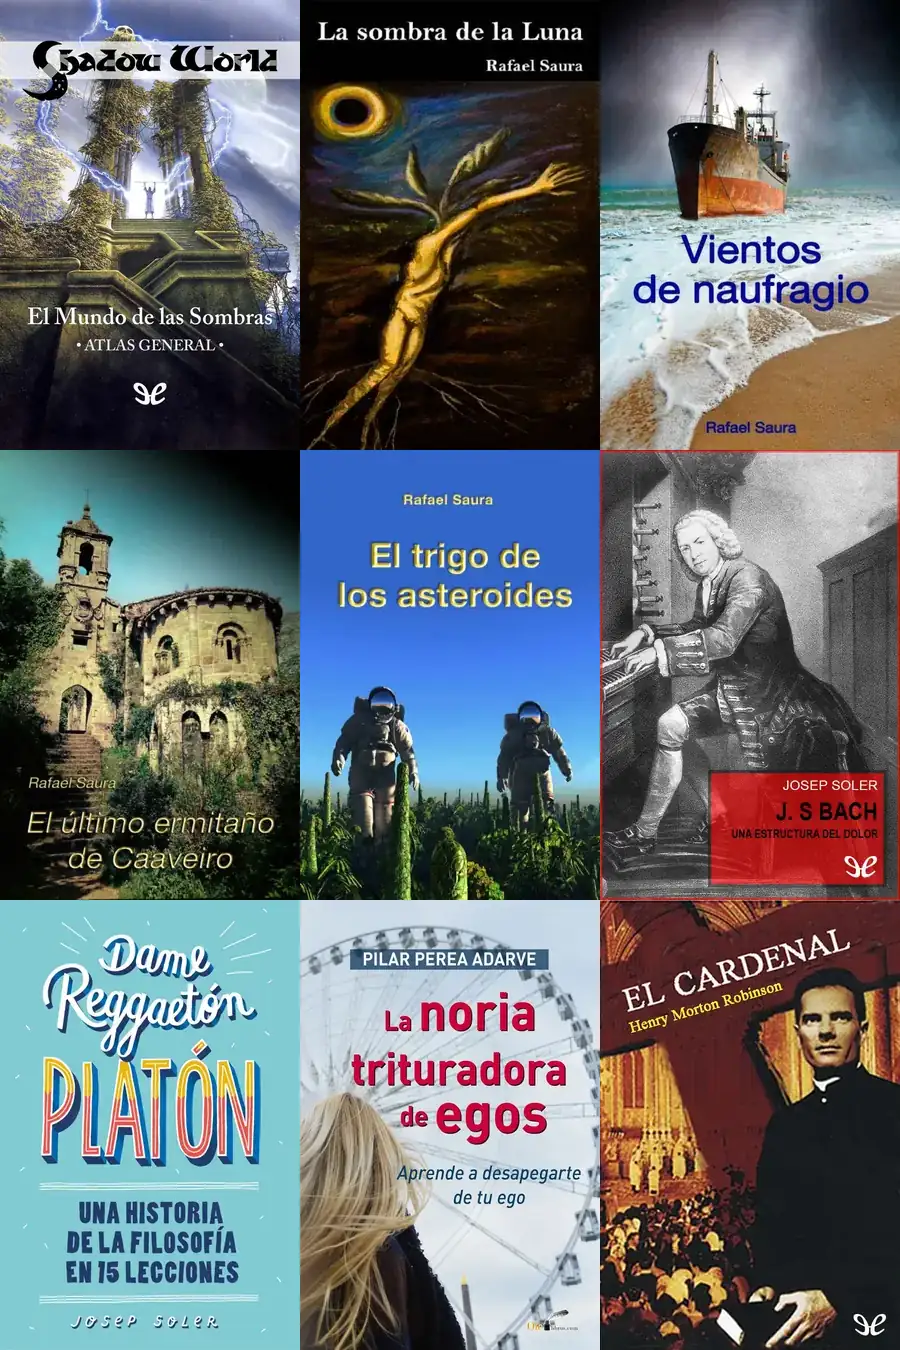 Shadow World
El Mundo de las Sombras
• ATLAS GENERAL •
La sombra de la Luna
Rafael Saura
Vientos
de naufragio
Rafael Saura
Rafael Saura
El último ermitaño
de Caaveiro
Rafael Saura
El trigo de
los asteroides
JOSEP SOLER
J. S BACH
UNA ESTRUCTURA DEL DOLOR
Dame
Reggaetón
PLATÓN
UNA HISTORIA
DE LA FILOSOFÍA
EN 15 LECCIONES
JOSEP SOLER
PILAR PEREA ADARVE
La noria
trituradora
de egos
Aprende a desapegarte
de tu ego
EL CARDENAL
Henry Morton Robinson